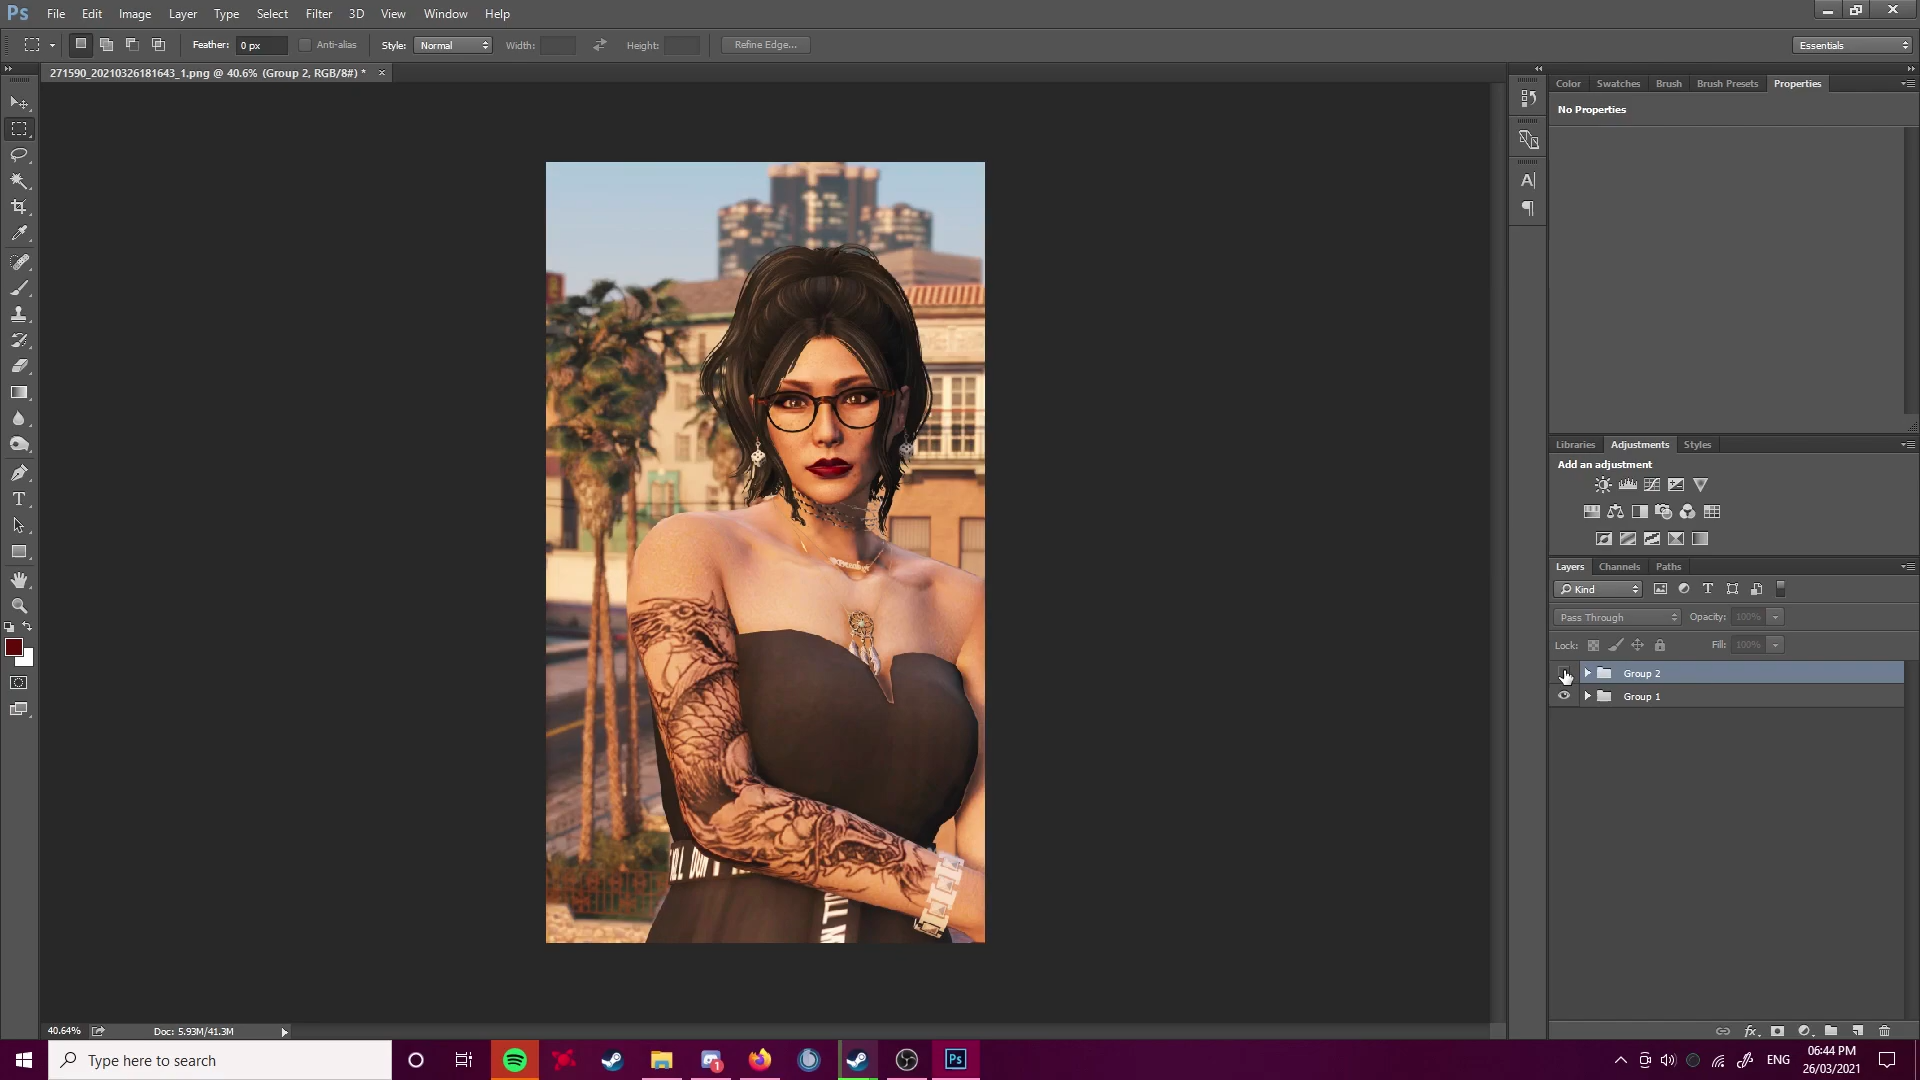 Ps File Edit Image Layer Type Select Filter 3D View Window Help
Feather: 0 px Anti-alias Style: Normal Width: Height: Refine Edge... Essentials
271590_20210326181643_1.png @ 40.6% (Group 2, RGB/8#) * ×
Color Swatches Brush Brush Presets Properties
No Properties
Libraries Adjustments Styles
Add an adjustment
Layers Channels Paths
Kind
Pass Through Opacity: 100%
Lock: Fill: 100%
Group 2
Group 1
40.64% Doc: 5.93M/41.3M
Type here to search
1
Ps
ENG
06:44 PM
26/03/2021